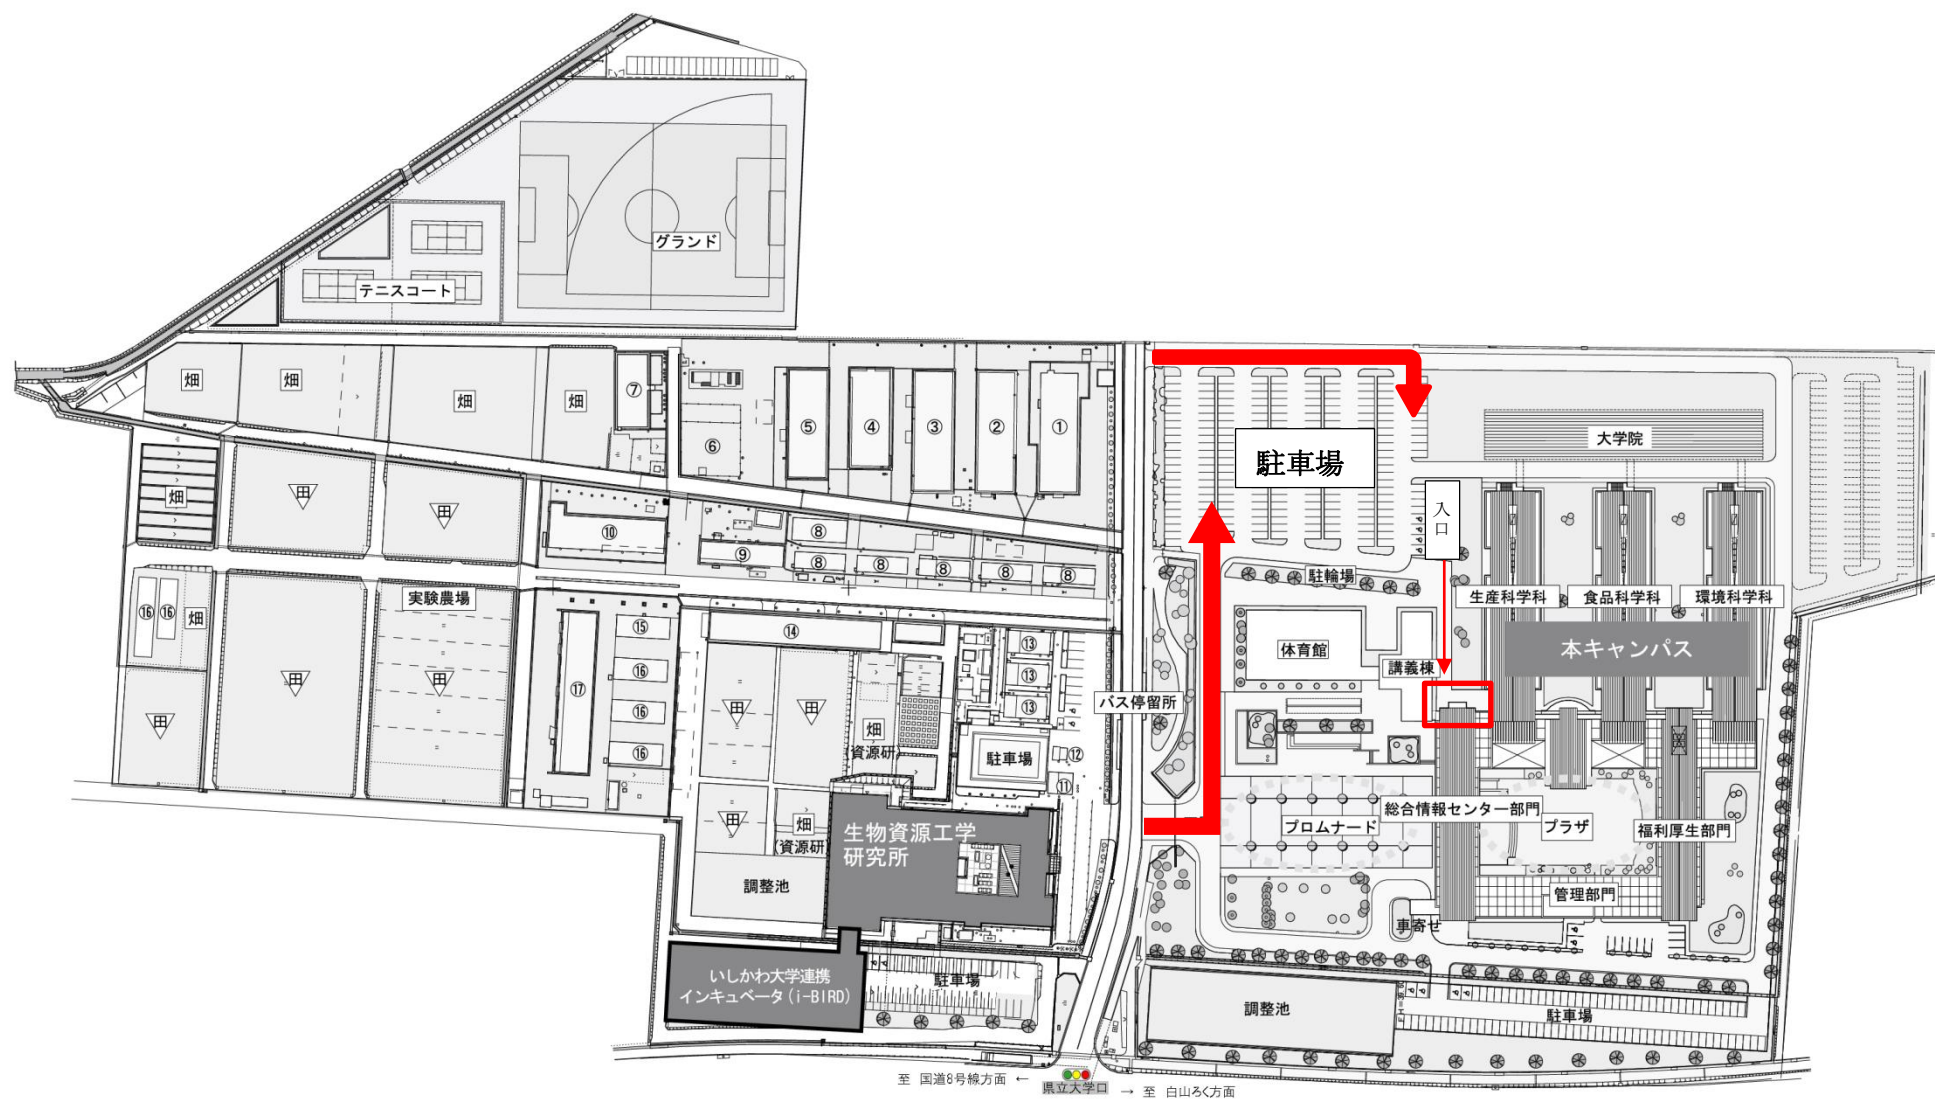 グランド
テニスコート
畑
畑
畑
畑
⑦
⑥
⑤
④
③
②
①
駐車場
大学院
畑
田
田
入口
⑩
⑨
⑧
⑧
⑧
⑧
⑧
⑧
駐輪場
生産科学科
食品科学科
環境科学科
実験農場
⑯
⑯
畑
⑮
⑭
⑬
体育館
本キャンパス
講義棟
⑬
⑬
田
田
⑰
⑯
⑯
⑯
田
田
田
畑
(資源研)
バス停留所
駐車場
⑫
⑪
総合情報センター部門
プロムナード
プラザ
福利厚生部門
田
畑
(資源研)
生物資源工学
研究所
調整池
管理部門
車寄せ
いしかわ大学連携
インキュベータ(i-BIRD)
駐車場
調整池
駐車場
至 国道8号線方面 ←
県立大学口
→ 至 白山ろく方面